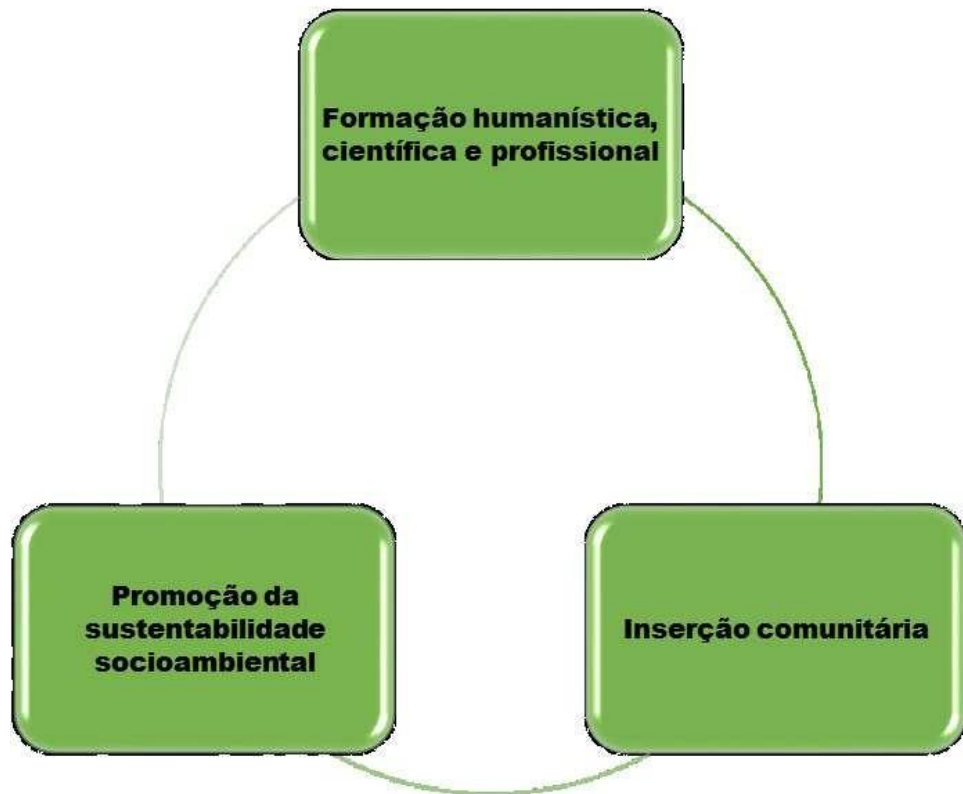 Formação humanística,
científica e profissional
Promoção da
sustentabilidade
socioambiental
Inserção comunitária